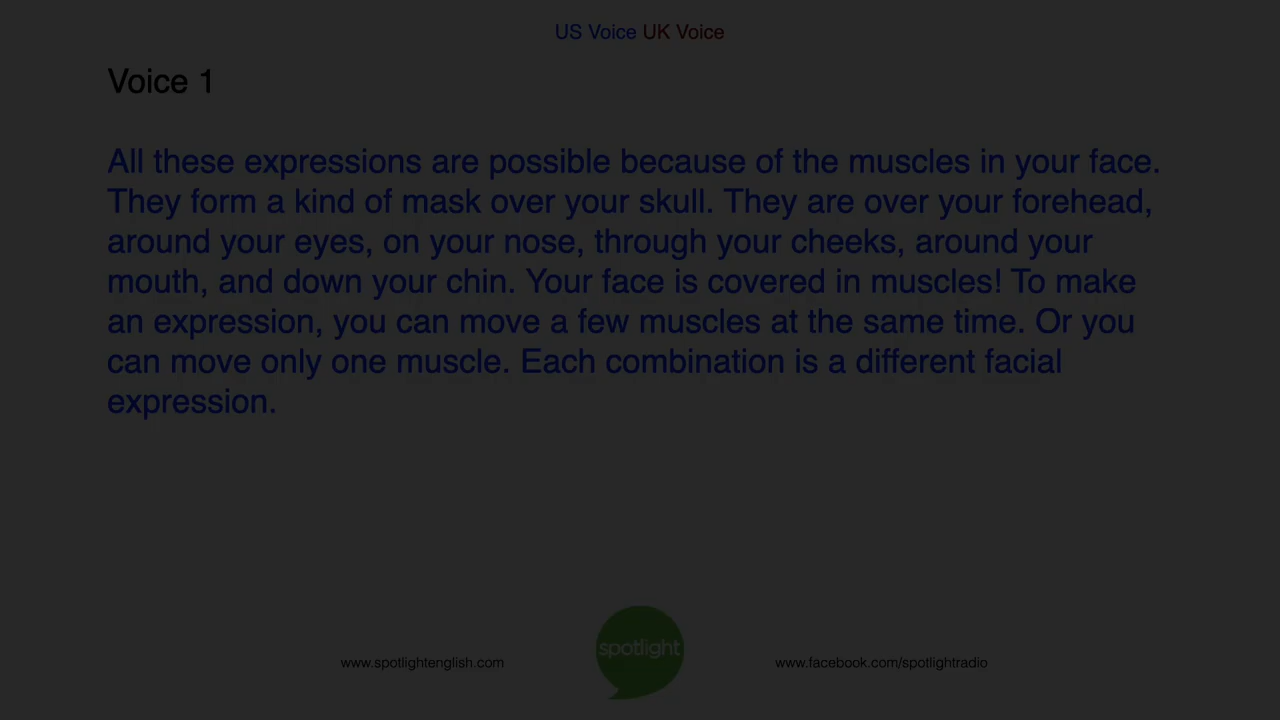 US Voice UK Voice
Voice 1
All these expressions are possible because of the muscles in your face.
They form a kind of mask over your skull. They are over your forehead,
around your eyes, on your nose, through your cheeks, around your
mouth, and down your chin. Your face is covered in muscles! To make
an expression, you can move a few muscles at the same time. Or you
can move only one muscle. Each combination is a different facial
expression.
spotlight
www.spotlightenglish.com
www.facebook.com/spotlightradio